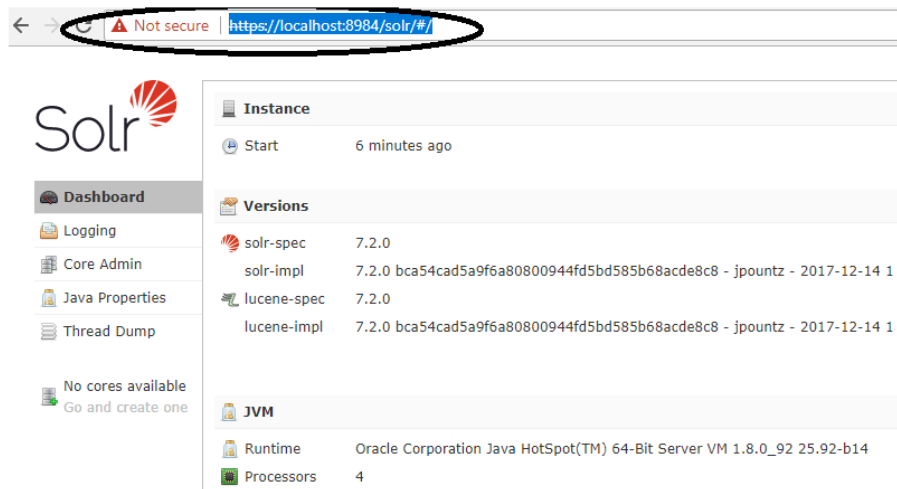 Not secure | https://localhost:8984/solr/#/
Solr
Dashboard
Logging
Core Admin
Java Properties
Thread Dump
No cores available
Go and create one
Instance
Start 6 minutes ago
Versions
solr-spec 7.2.0
solr-impl 7.2.0 bca54cad5a9f6a80800944fd5bd585b68acde8c8 - jpountz - 2017-12-14 1
lucene-spec 7.2.0
lucene-impl 7.2.0 bca54cad5a9f6a80800944fd5bd585b68acde8c8 - jpountz - 2017-12-14 1
JVM
Runtime Oracle Corporation Java HotSpot(TM) 64-Bit Server VM 1.8.0_92 25.92-b14
Processors 4